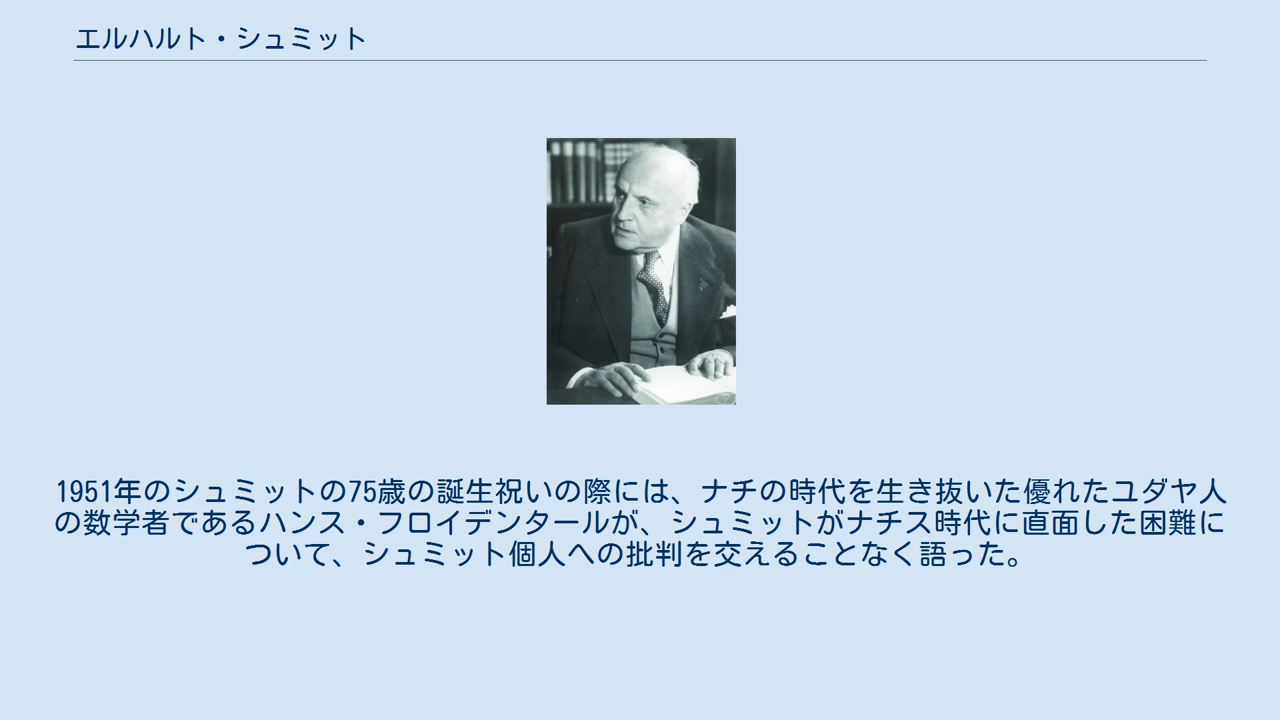 エルハルト・シュミット
1951年のシュミットの75歳の誕生祝いの際には、ナチの時代を生き抜いた優れたユダヤ人
の数学者であるハンス・フロイデンタールが、シュミットがナチス時代に直面した困難に
ついて、シュミット個人への批判を交えることなく語った。